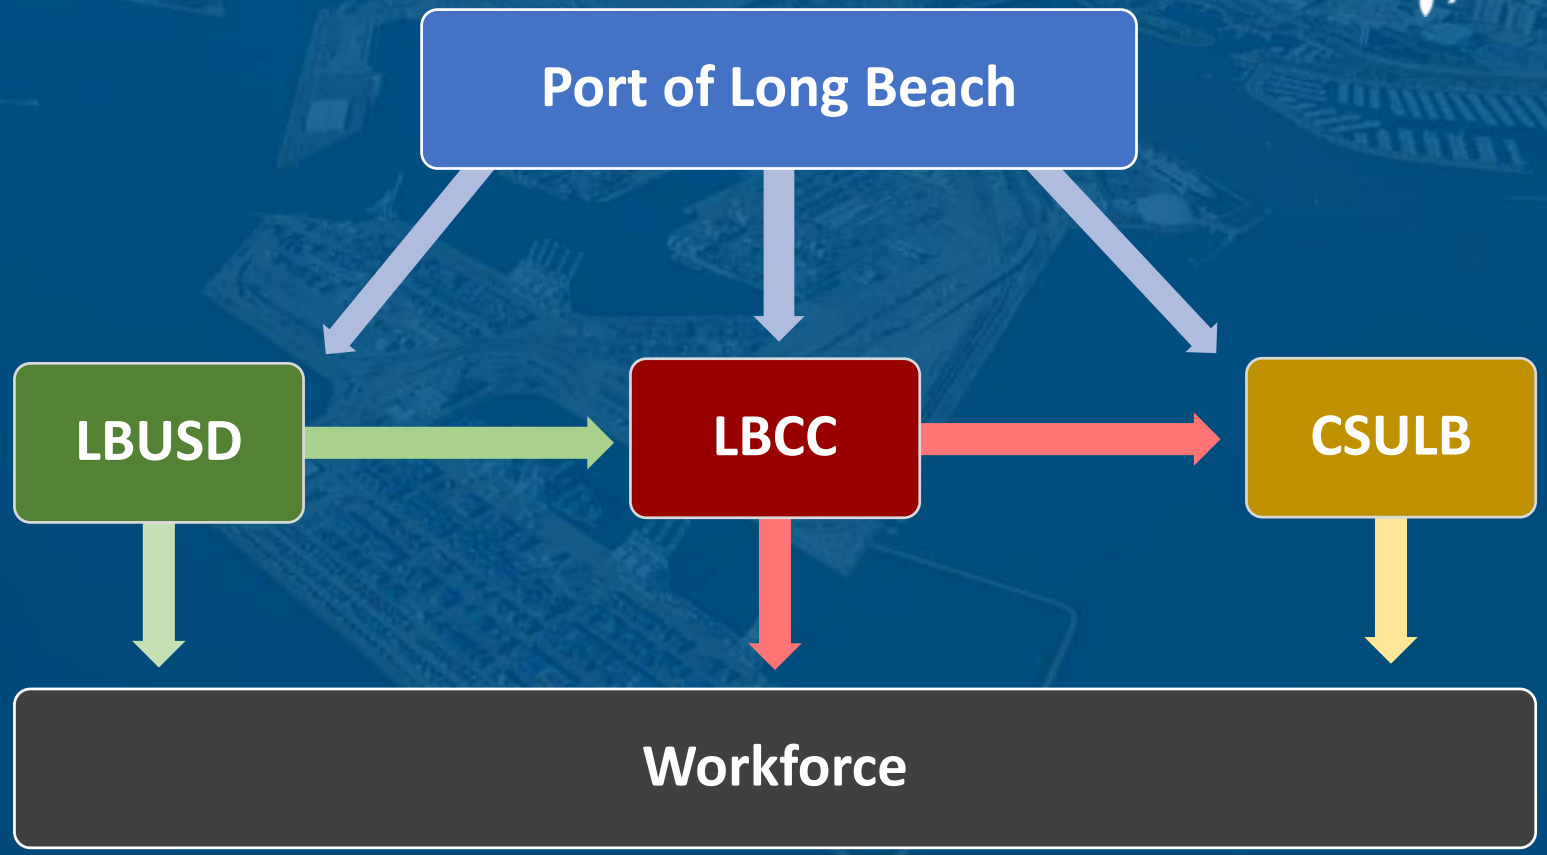 Port of Long Beach
LBUSD
LBCC
CSULB
Workforce